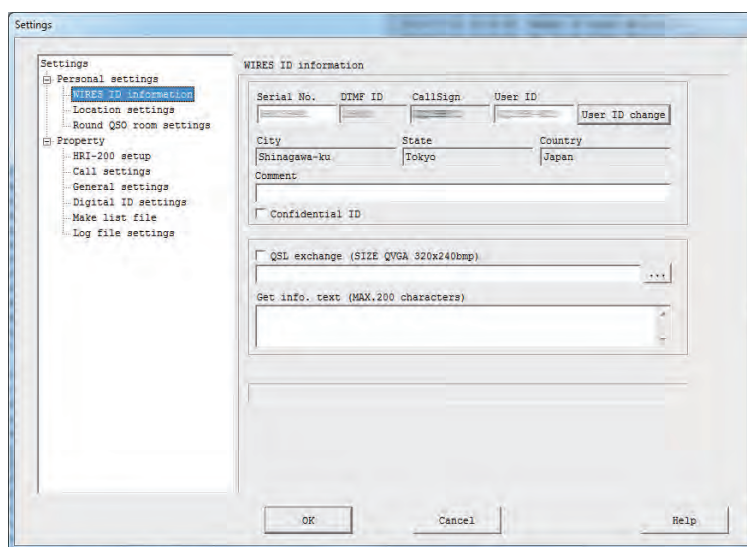 Settings
Settings
Personal settings
WIRES ID information
Location settings
Round QSO room settings
Property
HRI-200 setup
Call settings
General settings
Digital ID settings
Make list file
Log file settings
WIRES ID information
Serial No. DTMF ID CallSign User ID
User ID change
City State Country
Shinagawa-ku Tokyo Japan
Comment
Confidential ID
QSL exchange (SIZE QVGA 320x240bmp)
...
Get info. text (MAX.200 characters)
OK Cancel Help